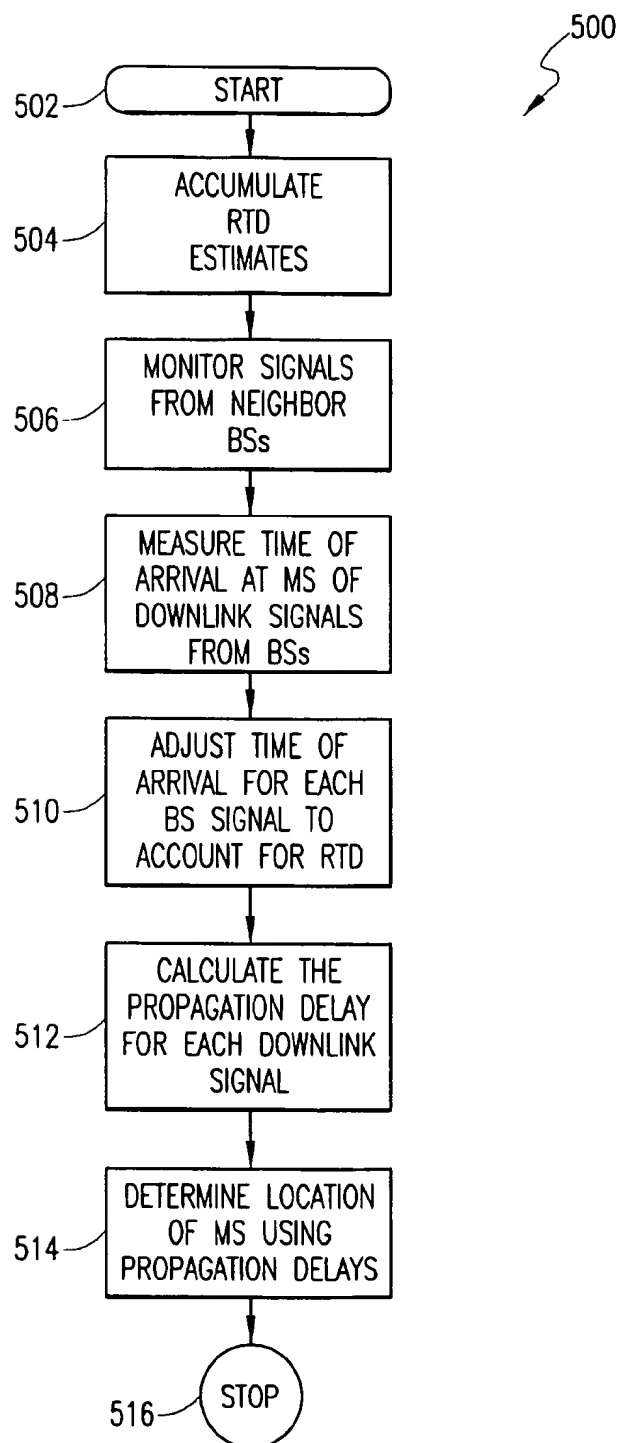 500
502
START
504
ACCUMULATE
RTD
ESTIMATES
506
MONITOR SIGNALS
FROM NEIGHBOR
BSs
508
MEASURE TIME OF
ARRIVAL AT MS OF
DOWNLINK SIGNALS
FROM BSs
510
ADJUST TIME OF
ARRIVAL FOR EACH
BS SIGNAL TO
ACCOUNT FOR RTD
512
CALCULATE THE
PROPAGATION DELAY
FOR EACH DOWNLINK
SIGNAL
514
DETERMINE LOCATION
OF MS USING
PROPAGATION DELAYS
516
STOP